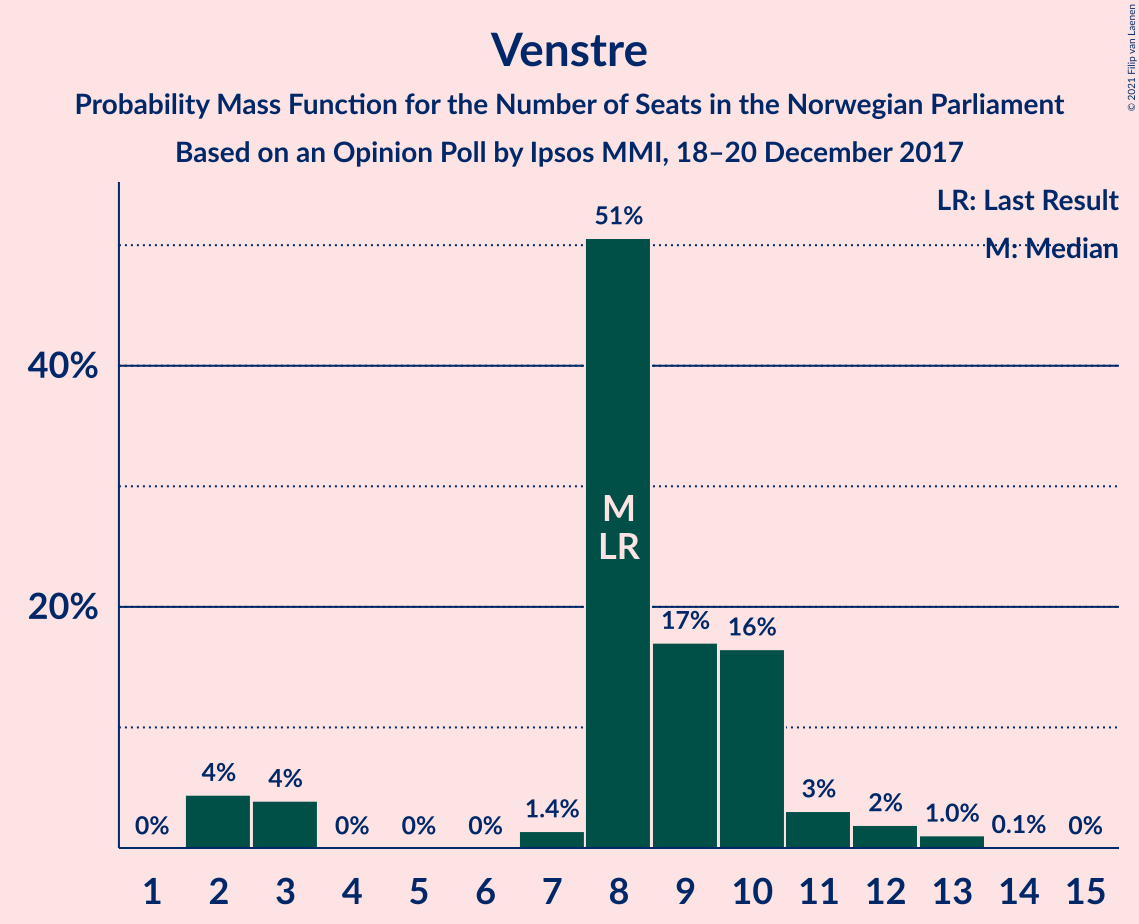 Venstre
Probability Mass Function for the Number of Seats in the Norwegian Parliament
Based on an Opinion Poll by Ipsos MMI, 18–20 December 2017
© 2021 Filip van Laenen
LR: Last Result
M: Median
40%
20%
0%
4%
4%
0%
0%
0%
1.4%
51%
M
LR
17%
16%
3%
2%
1.0%
0.1%
0%
1 2 3 4 5 6 7 8 9 10 11 12 13 14 15